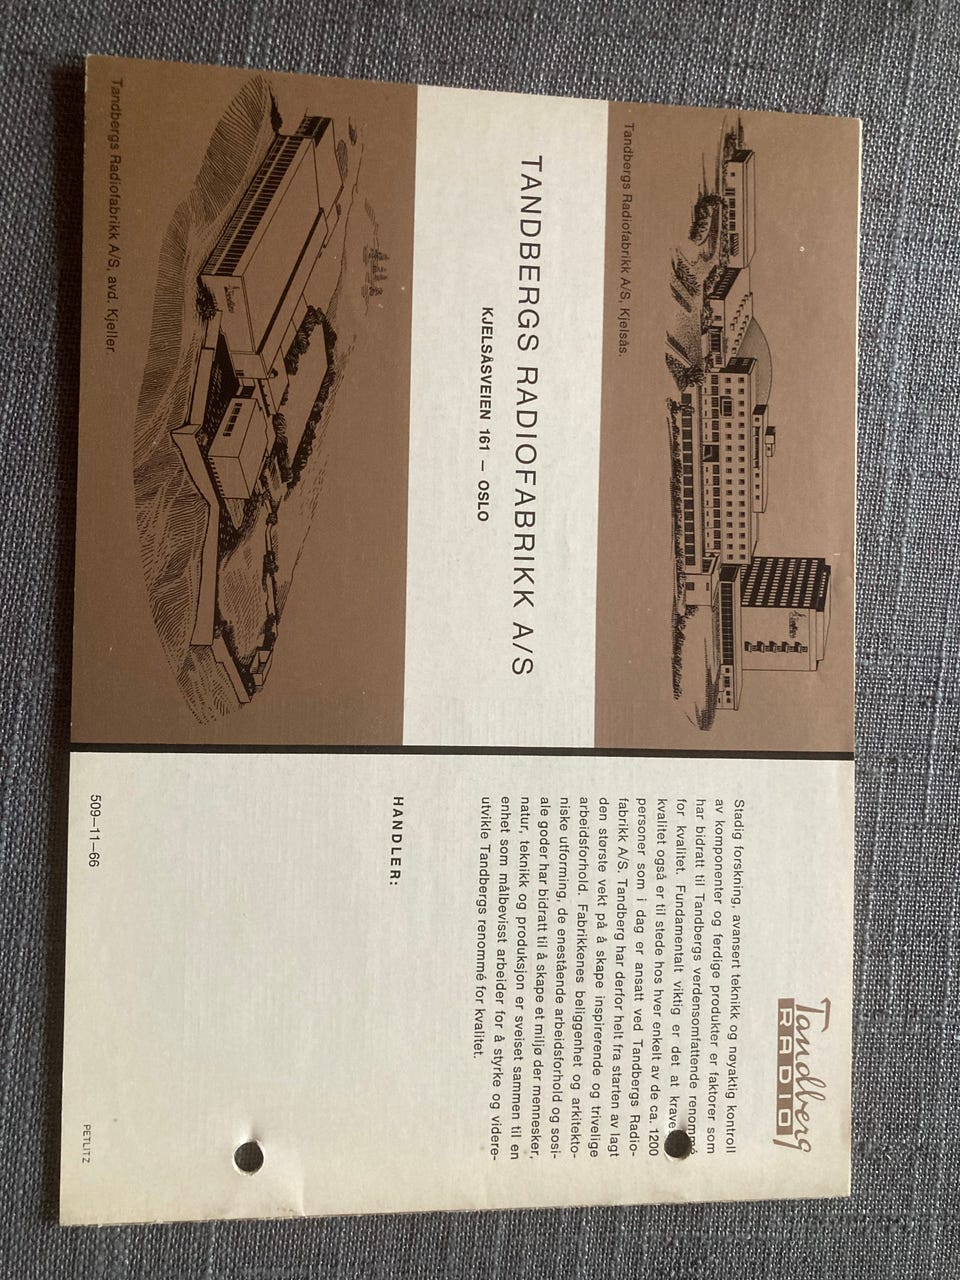 Tandbergs Radiofabrikk A/S, Kjelsås.
TANDBERGS RADIOFABRIKK A/S
KJELSÅSVEIEN 161 — OSLO
Tandbergs Radiofabrikk A/S, avd. Kjeller.
Tandberg
RADIO
Stadig forskning, avansert teknikk og nøyaktig kontroll
av komponenter og ferdige produkter er faktorer som
har bidratt til Tandbergs verdensomfattende renommé
for kvalitet. Fundamentalt viktig er det at kravet
kvalitet også er til stede hos hver enkelt av de ca. 1200
personer som i dag er ansatt ved Tandbergs Radio-
fabrikk A/S. Tandberg har derfor helt fra starten av lagt
den største vekt på å skape inspirerende og trivelige
arbeidsforhold. Fabrikkenes beliggenhet og arkitekto-
niske utforming, de enestående arbeidsforhold og sosi-
ale goder har bidratt til å skape et miljø der mennesker,
natur, teknikk og produksjon er sveiset sammen til en
enhet som målbevisst arbeider for å styrke og videre-
utvikle Tandbergs renommé for kvalitet.
HANDLER:
509—11—66
PETLITZ